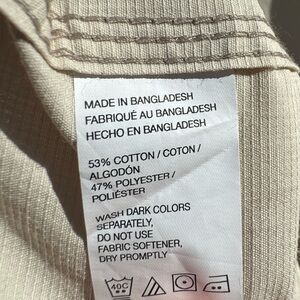 MADE IN BANGLADESH
FABRIQUÉ AU BANGLADESH
HECHO EN BANGLADESH
53% COTTON / COTON /
ALGODÓN
47% POLYESTER /
POLIÉSTER
WASH DARK COLORS
SEPARATELY,
DO NOT USE
FABRIC SOFTENER,
DRY PROMPTLY
40C